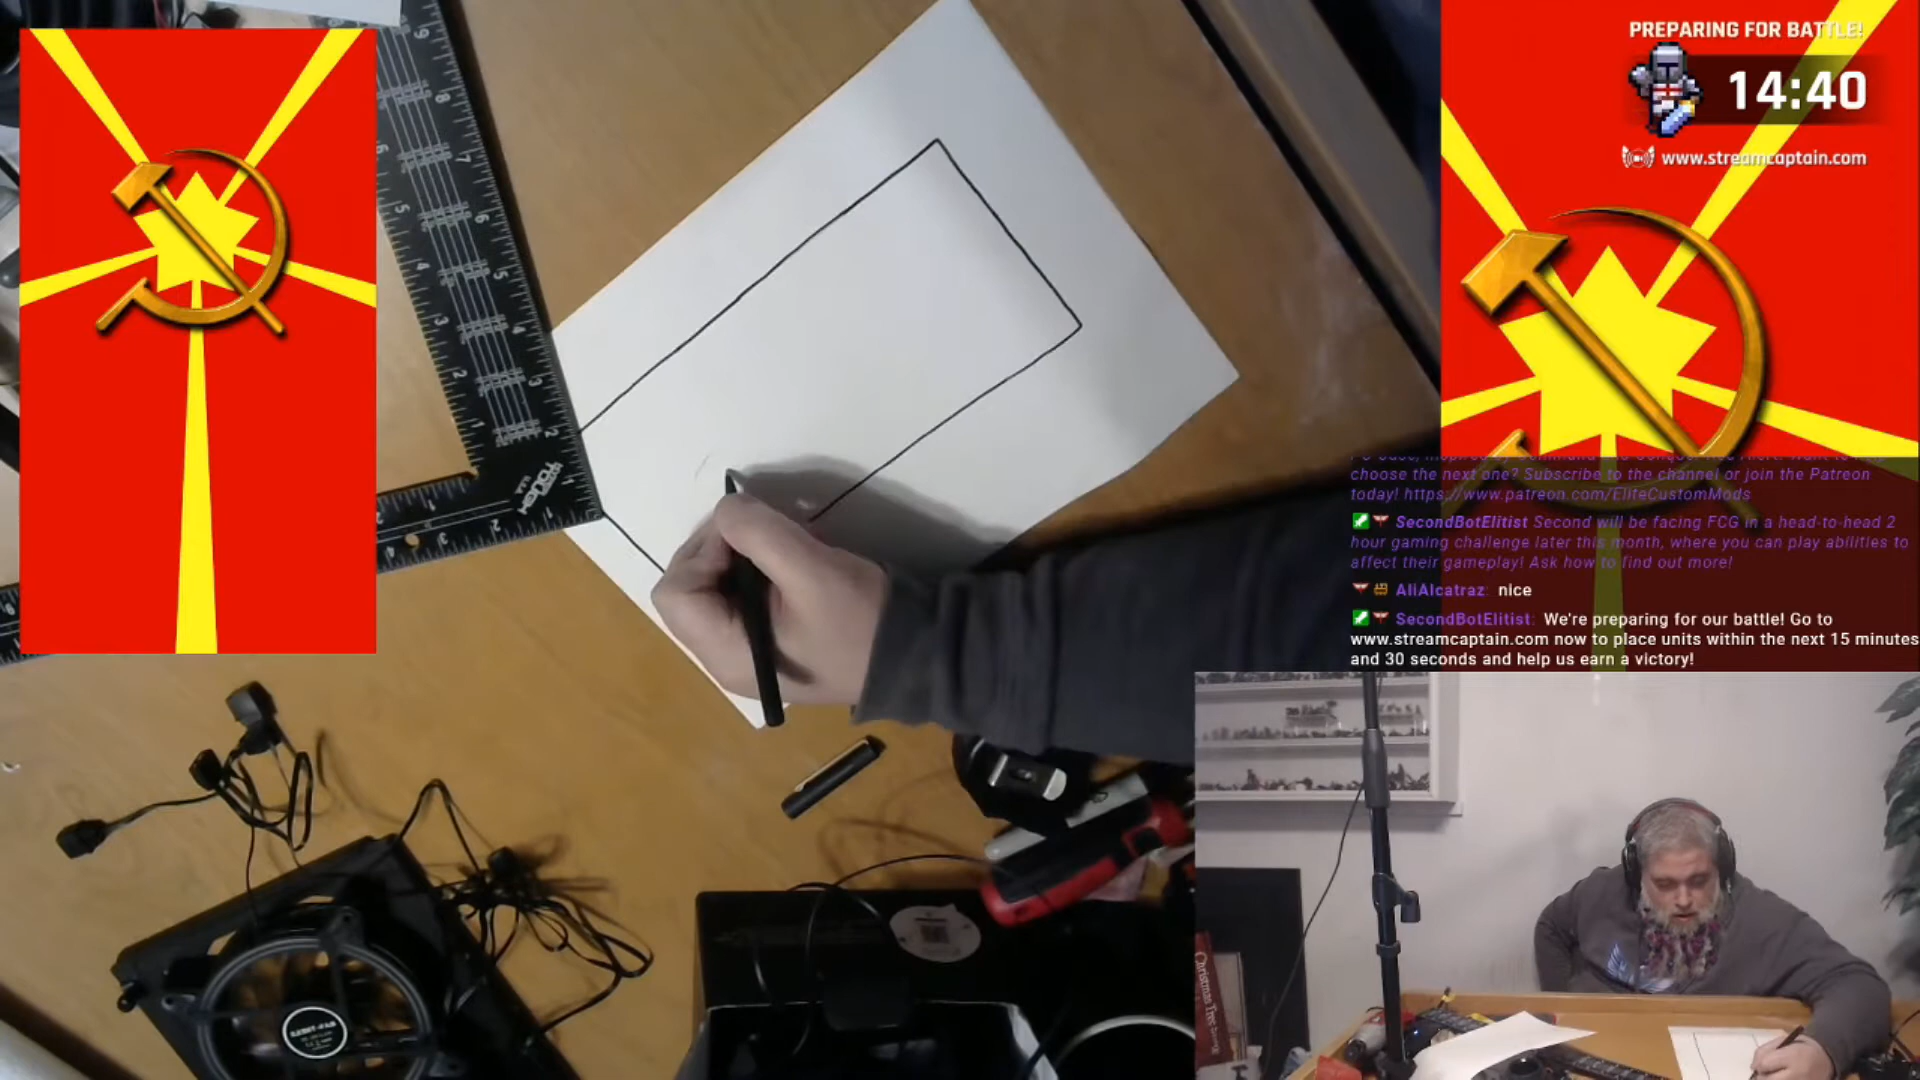 PREPARING FOR BATTLE!
14:40
www.streamcaptain.com
choose the next one? Subscribe to the channel or join the Patreon
today! https://www.patreon.com/ElifeCustomMods
SecondBotElitist Second will be facing FCG in a head-to-head 2
hour gaming challenge later this month, where you can play abilities to
affect their gameplay! Ask how to find out more!
AliAlcatraz: nice
SecondBotElitist: We're preparing for our battle! Go to
www.streamcaptain.com now to place units within the next 15 minutes
and 30 seconds and help us earn a victory!
TOUGH
Christmas Tree